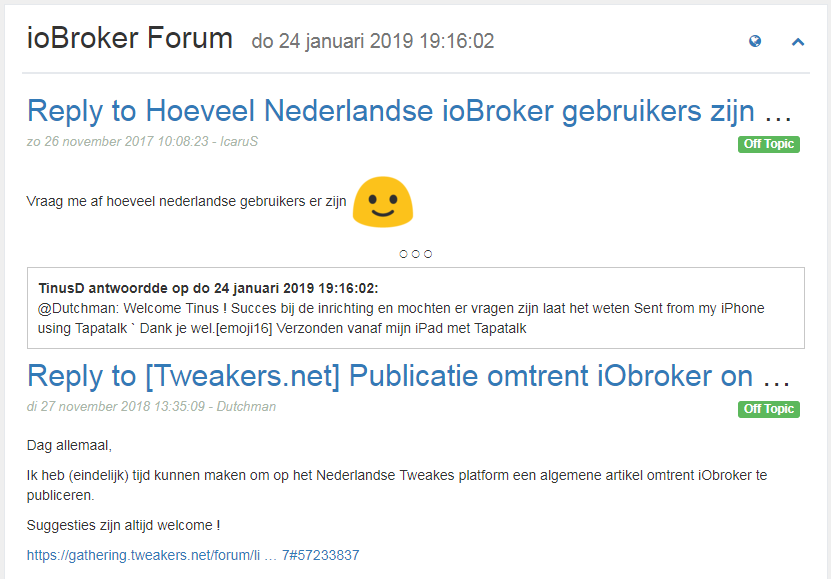 ioBroker Forum do 24 januari 2019 19:16:02
Reply to Hoeveel Nederlandse ioBroker gebruikers zijn …
zo 26 november 2017 10:08:23 - IcaruS
Off Topic
Vraag me af hoeveel nederlandse gebruikers er zijn
TinusD antwoordde op do 24 januari 2019 19:16:02:
@Dutchman: Welcome Tinus ! Succes bij de inrichting en mochten er vragen zijn laat het weten Sent from my iPhone
using Tapatalk ` Dank je wel.[emoji16] Verzonden vanaf mijn iPad met Tapatalk
Reply to [Tweakers.net] Publicatie omtrent iObroker on …
di 27 november 2018 13:35:09 - Dutchman
Off Topic
Dag allemaal,
Ik heb (eindelijk) tijd kunnen maken om op het Nederlandse Tweakes platform een algemene artikel omtrent iObroker te
publiceren.
Suggesties zijn altijd welcome !
https://gathering.tweakers.net/forum/li … 7#57233837